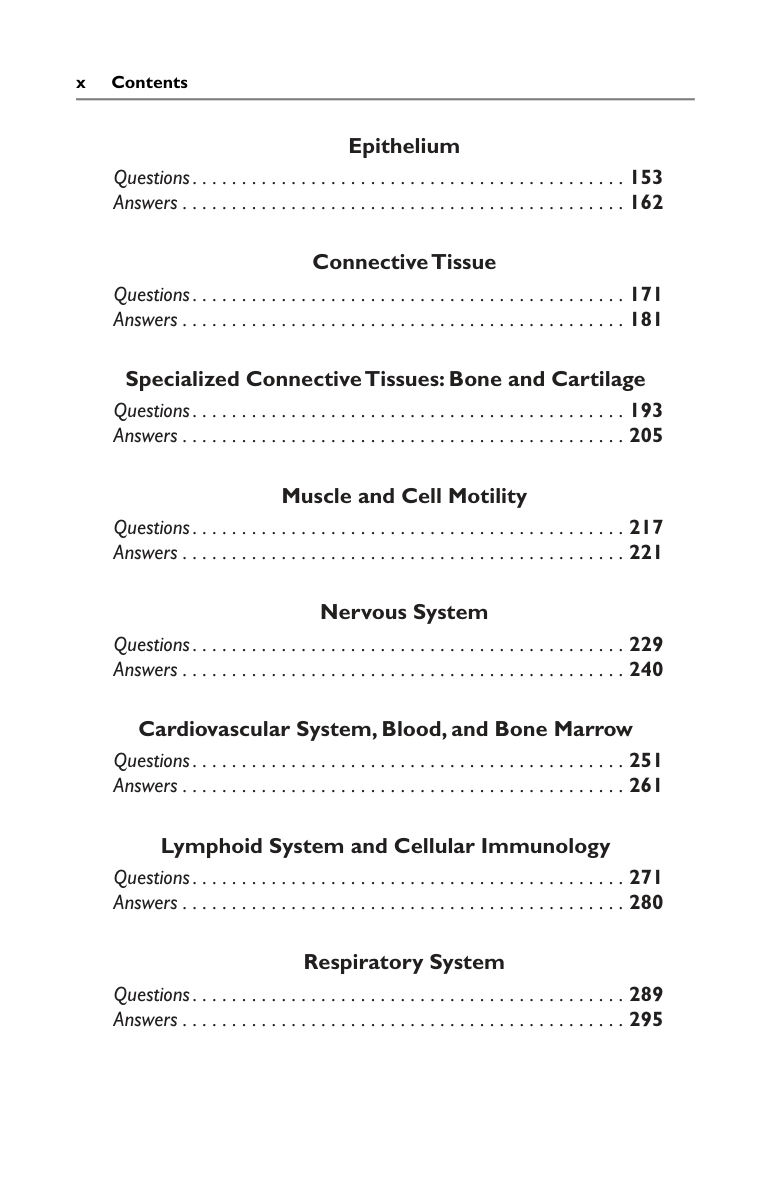 x Contents
Epithelium
Questions . . . . . . . . . . . . . . . . . . . . . . . . . . . . . . . . . . . . . . . . . . . . 153
Answers . . . . . . . . . . . . . . . . . . . . . . . . . . . . . . . . . . . . . . . . . . . . . 162
Connective Tissue
Questions . . . . . . . . . . . . . . . . . . . . . . . . . . . . . . . . . . . . . . . . . . . . 171
Answers . . . . . . . . . . . . . . . . . . . . . . . . . . . . . . . . . . . . . . . . . . . . . 181
Specialized Connective Tissues: Bone and Cartilage
Questions . . . . . . . . . . . . . . . . . . . . . . . . . . . . . . . . . . . . . . . . . . . . 193
Answers . . . . . . . . . . . . . . . . . . . . . . . . . . . . . . . . . . . . . . . . . . . . . 205
Muscle and Cell Motility
Questions . . . . . . . . . . . . . . . . . . . . . . . . . . . . . . . . . . . . . . . . . . . . 217
Answers . . . . . . . . . . . . . . . . . . . . . . . . . . . . . . . . . . . . . . . . . . . . . 221
Nervous System
Questions . . . . . . . . . . . . . . . . . . . . . . . . . . . . . . . . . . . . . . . . . . . . 229
Answers . . . . . . . . . . . . . . . . . . . . . . . . . . . . . . . . . . . . . . . . . . . . . 240
Cardiovascular System, Blood, and Bone Marrow
Questions . . . . . . . . . . . . . . . . . . . . . . . . . . . . . . . . . . . . . . . . . . . . 251
Answers . . . . . . . . . . . . . . . . . . . . . . . . . . . . . . . . . . . . . . . . . . . . . 261
Lymphoid System and Cellular Immunology
Questions . . . . . . . . . . . . . . . . . . . . . . . . . . . . . . . . . . . . . . . . . . . . 271
Answers . . . . . . . . . . . . . . . . . . . . . . . . . . . . . . . . . . . . . . . . . . . . . 280
Respiratory System
Questions . . . . . . . . . . . . . . . . . . . . . . . . . . . . . . . . . . . . . . . . . . . . 289
Answers . . . . . . . . . . . . . . . . . . . . . . . . . . . . . . . . . . . . . . . . . . . . . 295